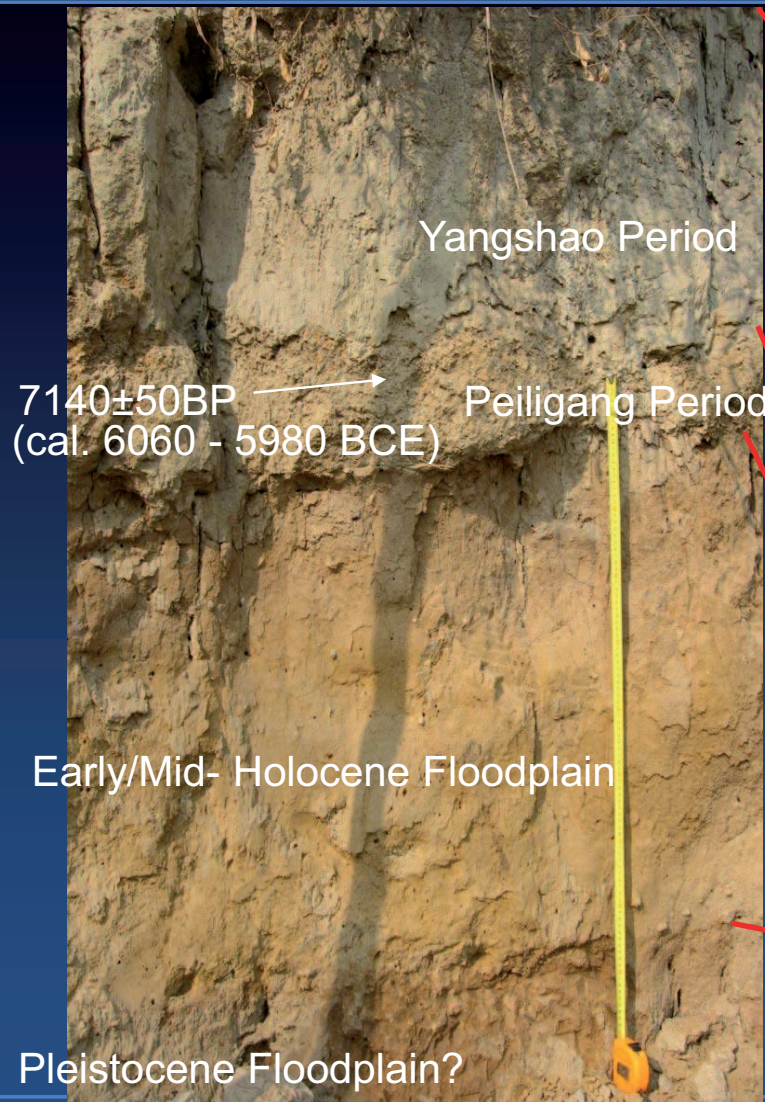 Yangshao Period
7140±50BP
(cal. 6060 - 5980 BCE)
Peiligang Period
Early/Mid- Holocene Floodplain
Pleistocene Floodplain?